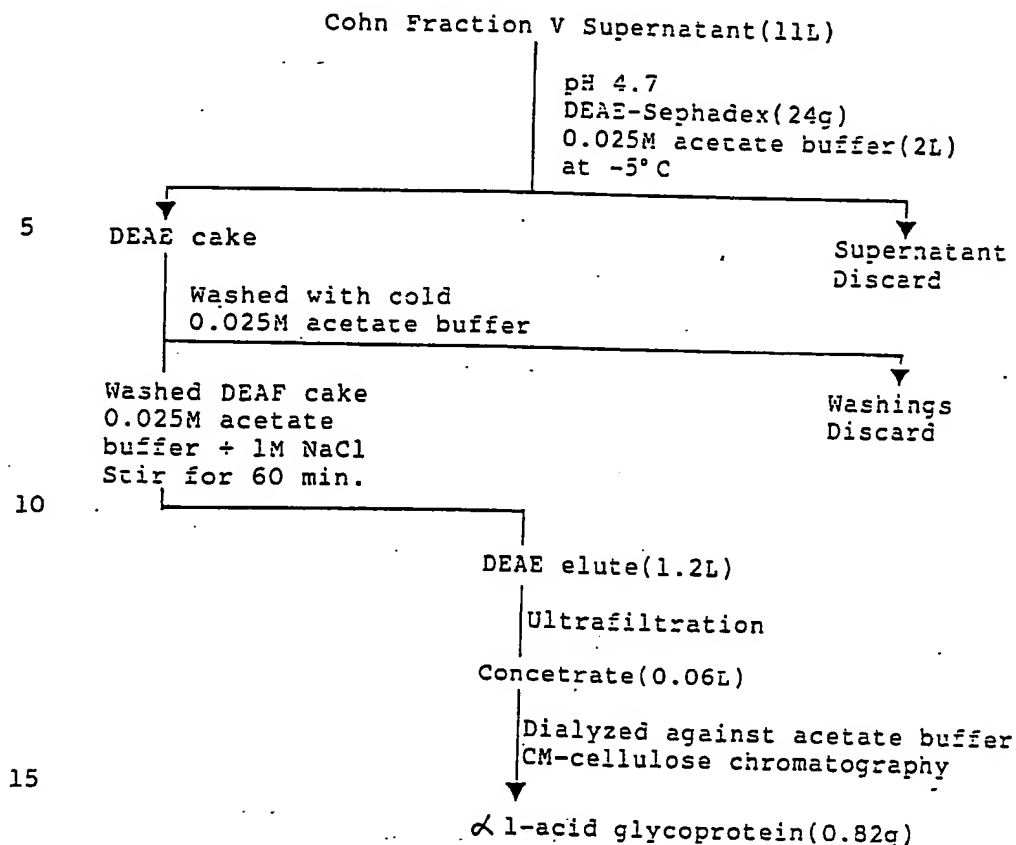 Cohn Fraction V Supernatant(11L)
pH 4.7
DEAE-Sephadex(24g)
0.025M acetate buffer(2L)
at -5°C
5
DEAE cake
Supernatant
Discard
Washed with cold
0.025M acetate buffer
Washed DEAF cake
0.025M acetate
buffer + 1M NaCl
Stir for 60 min.
Washings
Discard
10
DEAE elute(1.2L)
Ultrafiltration
Concetrate(0.06L)
Dialyzed against acetate buffer
CM-cellulose chromatography
15
α 1-acid glycoprotein(0.82g)